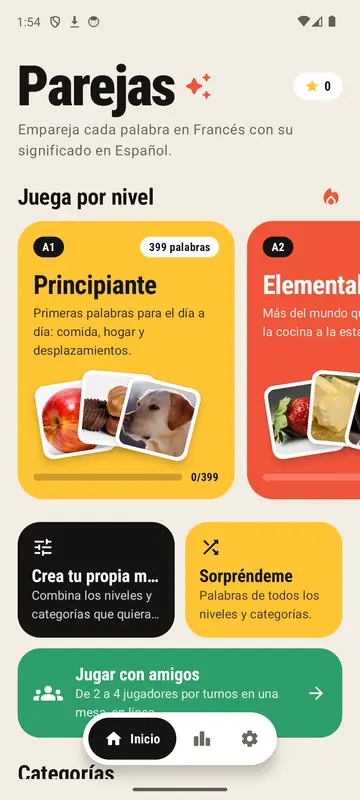 1:54
Parejas
0
Empareja cada palabra en Francés con su
significado en Español.
Juega por nivel
A1
399 palabras
Principiante
Primeras palabras para el día a
día: comida, hogar y
desplazamientos.
0/399
A2
Elemental
Más del mundo qu
la cocina a la esta
Crea tu propia m…
Combina los niveles y
categorías que quiera…
Sorpréndeme
Palabras de todos los
niveles y categorías.
Jugar con amigos
De 2 a 4 jugadores por turnos en una
mesa, en línea
Inicio
Categorías